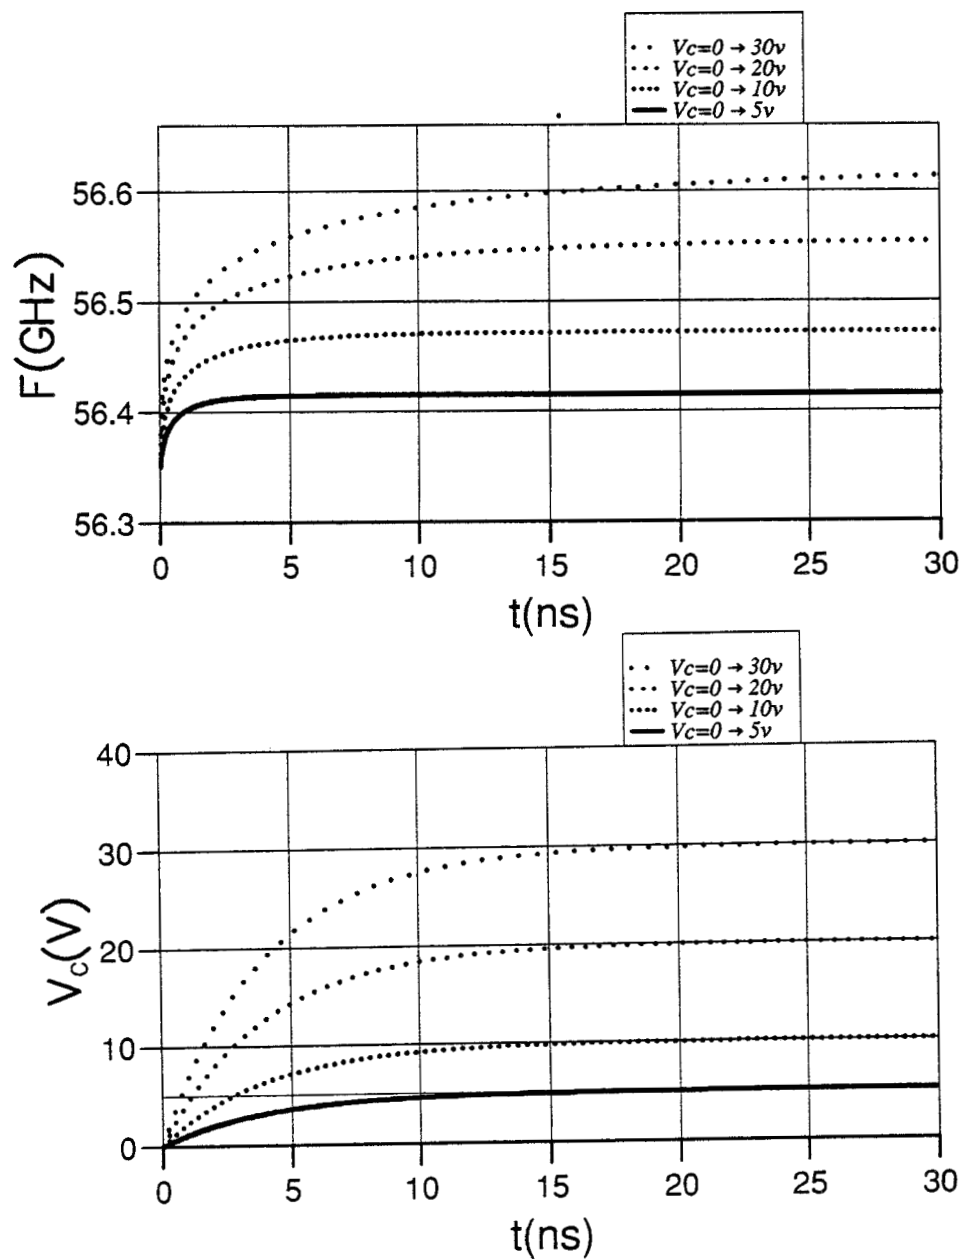 Vc=0 → 30v
Vc=0 → 20v
Vc=0 → 10v
Vc=0 → 5v
56.6
56.5
56.4
56.3
F(GHz)
0 5 10 15 20 25 30
t(ns)
Vc=0 → 30v
Vc=0 → 20v
Vc=0 → 10v
Vc=0 → 5v
40
30
20
10
0
Vc(V)
0 5 10 15 20 25 30
t(ns)